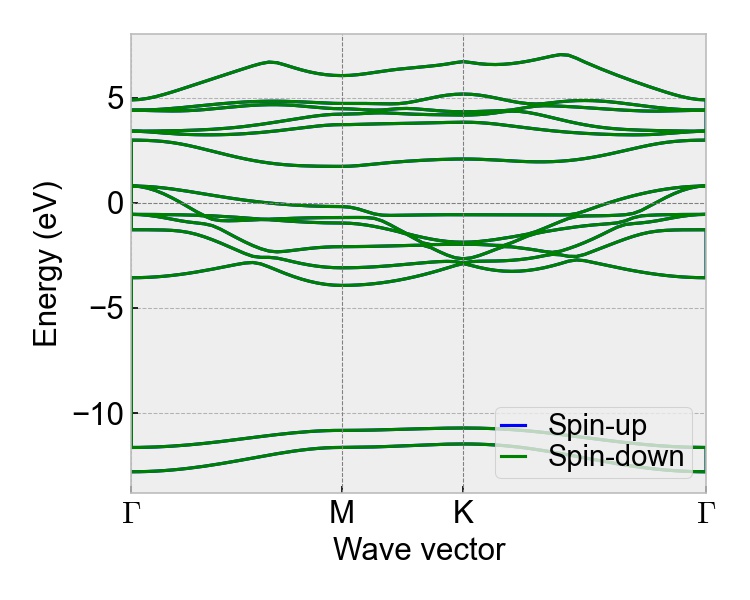 Energy (eV)
5
0
−5
−10
Spin-up
Spin-down
Γ M K Γ
Wave vector